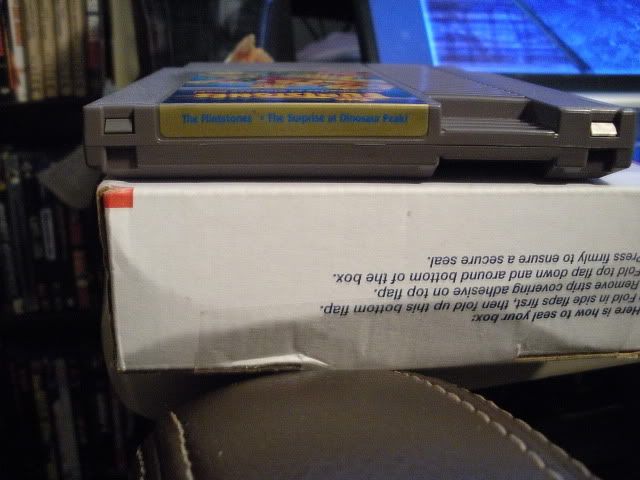 The Flintstones™ • The Surprise at Dinosaur Peak!
Here is how to seal your box:
Fold in side flaps, first, then fold up this bottom flap.
Remove strip covering adhesive on top flap.
Fold top flap down and around bottom of the box.
Press firmly to ensure a secure seal.